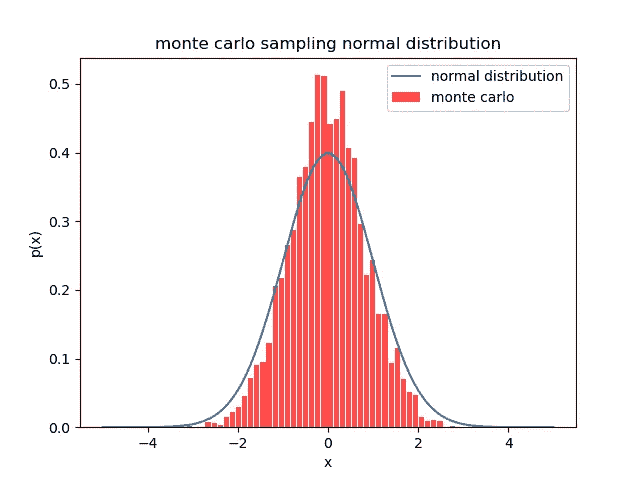 monte carlo sampling normal distribution
normal distribution
monte carlo
0.5
0.4
0.3
0.2
0.1
0.0
p(x)
−4 −2 0 2 4
x